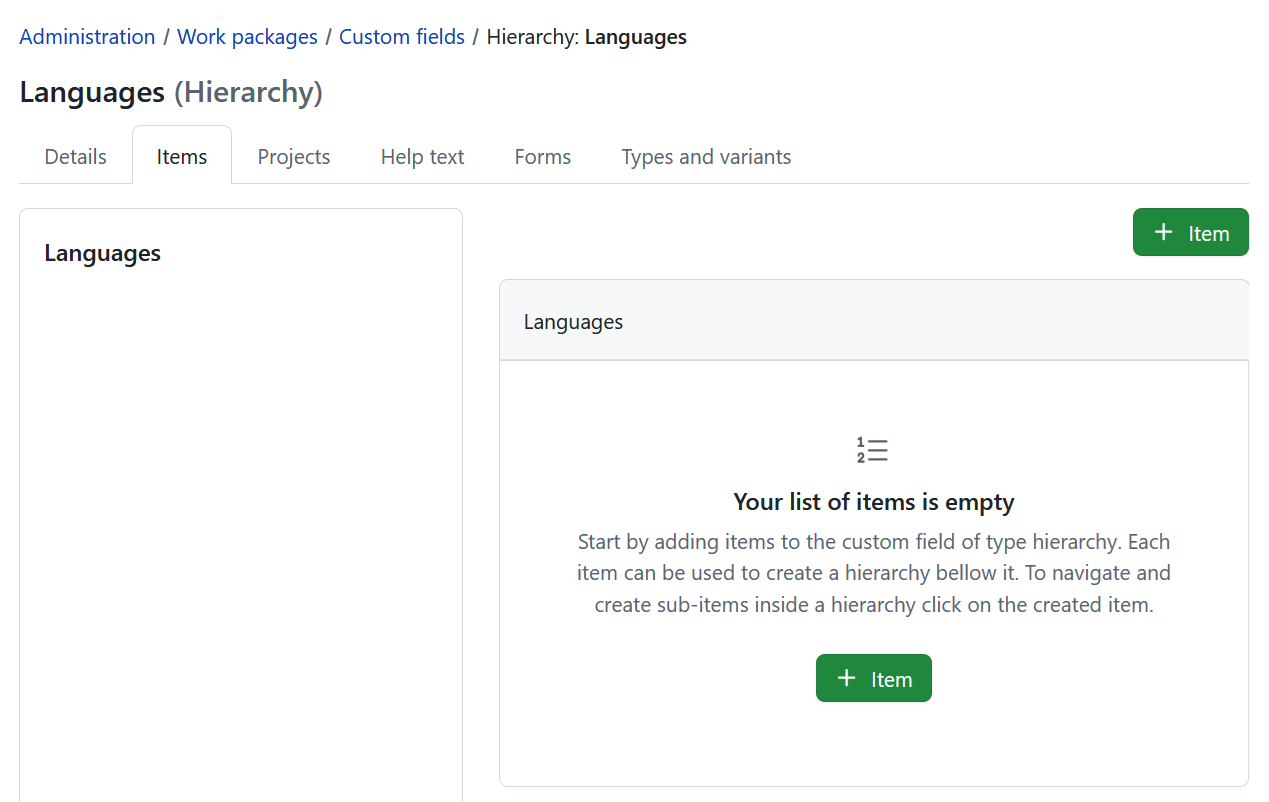 Administration / Work packages / Custom fields / Hierarchy: Languages
Languages (Hierarchy)
Details Items Projects Help text Forms Types and variants
Languages
+ Item
Languages
1
2
Your list of items is empty
Start by adding items to the custom field of type hierarchy. Each
item can be used to create a hierarchy bellow it. To navigate and
create sub-items inside a hierarchy click on the created item.
+ Item